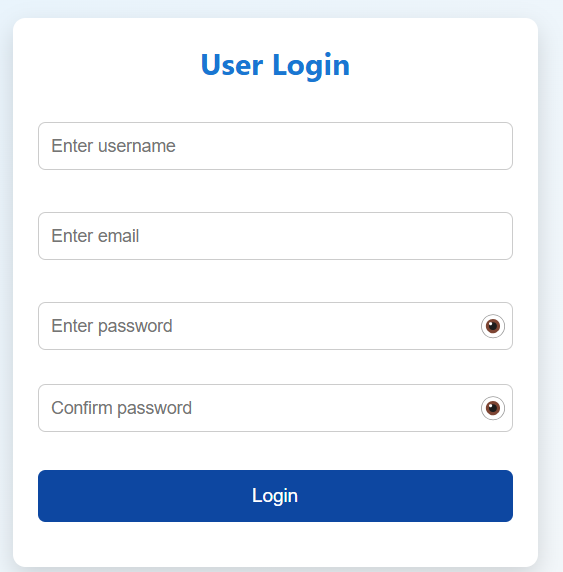 User Login
Enter username
Enter email
Enter password
Confirm password
Login